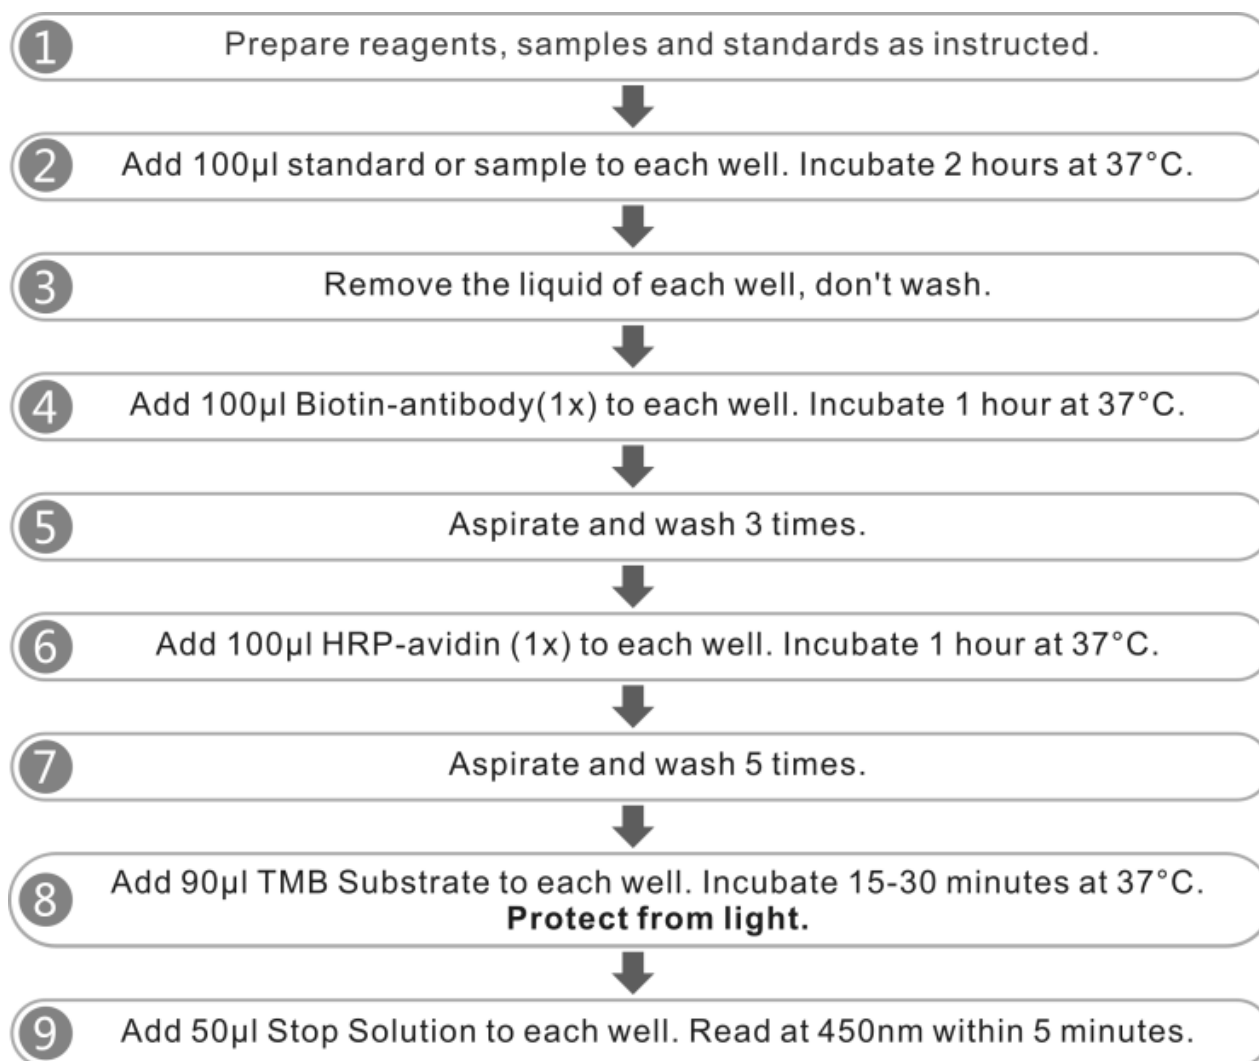 1 Prepare reagents, samples and standards as instructed.
2 Add 100µl standard or sample to each well. Incubate 2 hours at 37°C.
3 Remove the liquid of each well, don't wash.
4 Add 100µl Biotin-antibody(1x) to each well. Incubate 1 hour at 37°C.
5 Aspirate and wash 3 times.
6 Add 100µl HRP-avidin (1x) to each well. Incubate 1 hour at 37°C.
7 Aspirate and wash 5 times.
8 Add 90µl TMB Substrate to each well. Incubate 15-30 minutes at 37°C.
Protect from light.
9 Add 50µl Stop Solution to each well. Read at 450nm within 5 minutes.